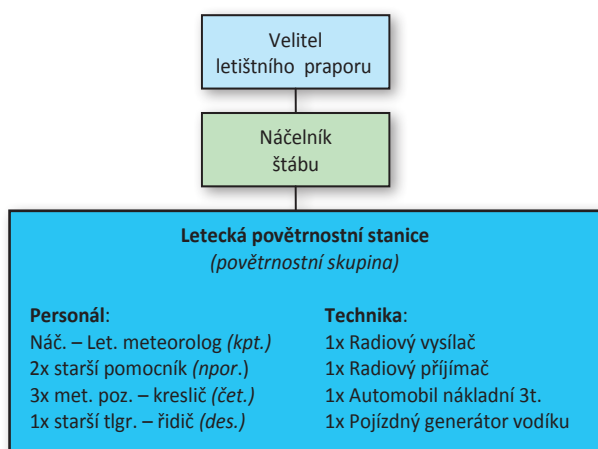 Velitel
letištního praporu
Náčelník
štábu
Letecká povětrnostní stanice
(povětrnostní skupina)
Personál:
Náč. – Let. meteorolog (kpt.)
2x starší pomocník (npor.)
3x met. poz. – kreslič (čet.)
1x starší tlgr. – řidič (des.)
Technika:
1x Radiový vysílač
1x Radiový příjímač
1x Automobil nákladní 3t.
1x Pojízdný generátor vodíku